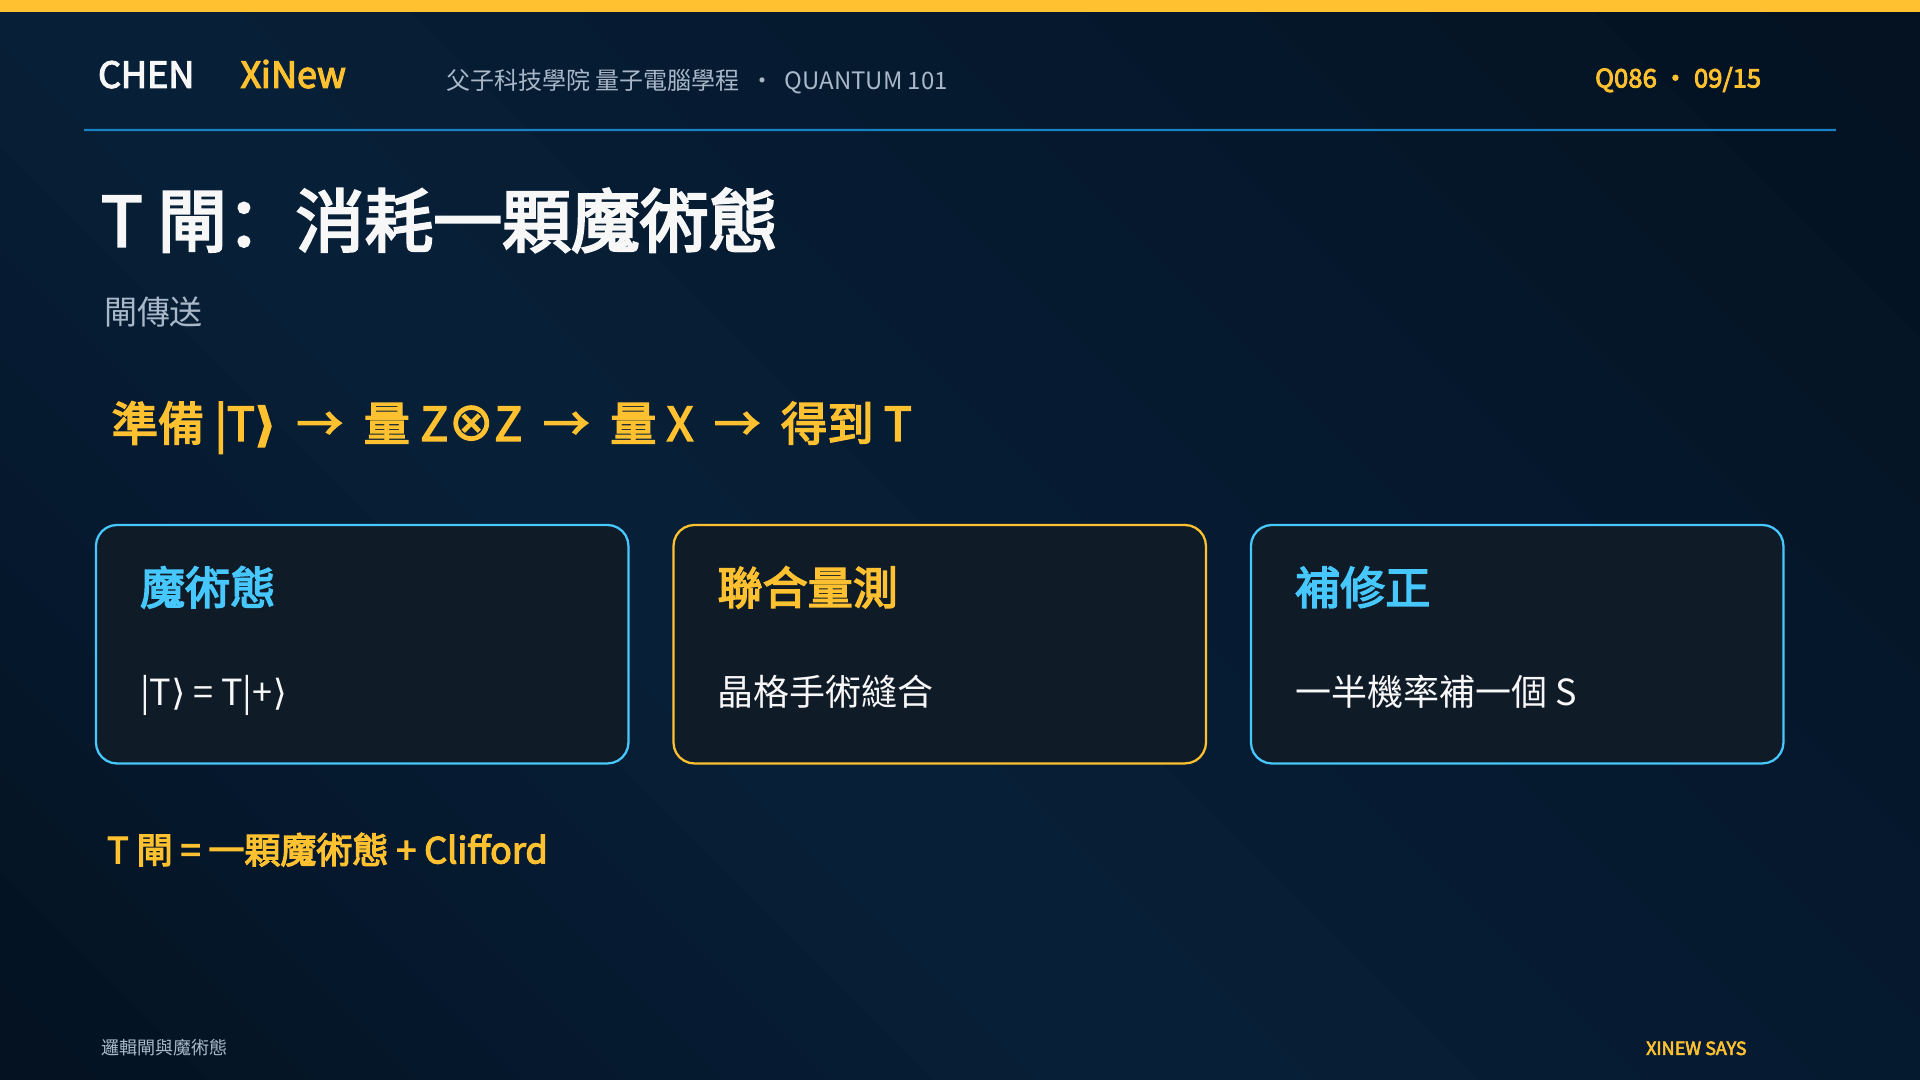 CHEN XiNew 父子科技學院 量子電腦學程 · QUANTUM 101 Q086 · 09/15
T 閘：消耗一顆魔術態
閘傳送
準備 |T⟩ → 量 Z⊗Z → 量 X → 得到 T
魔術態
|T⟩ = T|+⟩
聯合量測
晶格手術縫合
補修正
一半機率補一個 S
T 閘 = 一顆魔術態 + Clifford
邏輯閘與魔術態
XINEW SAYS